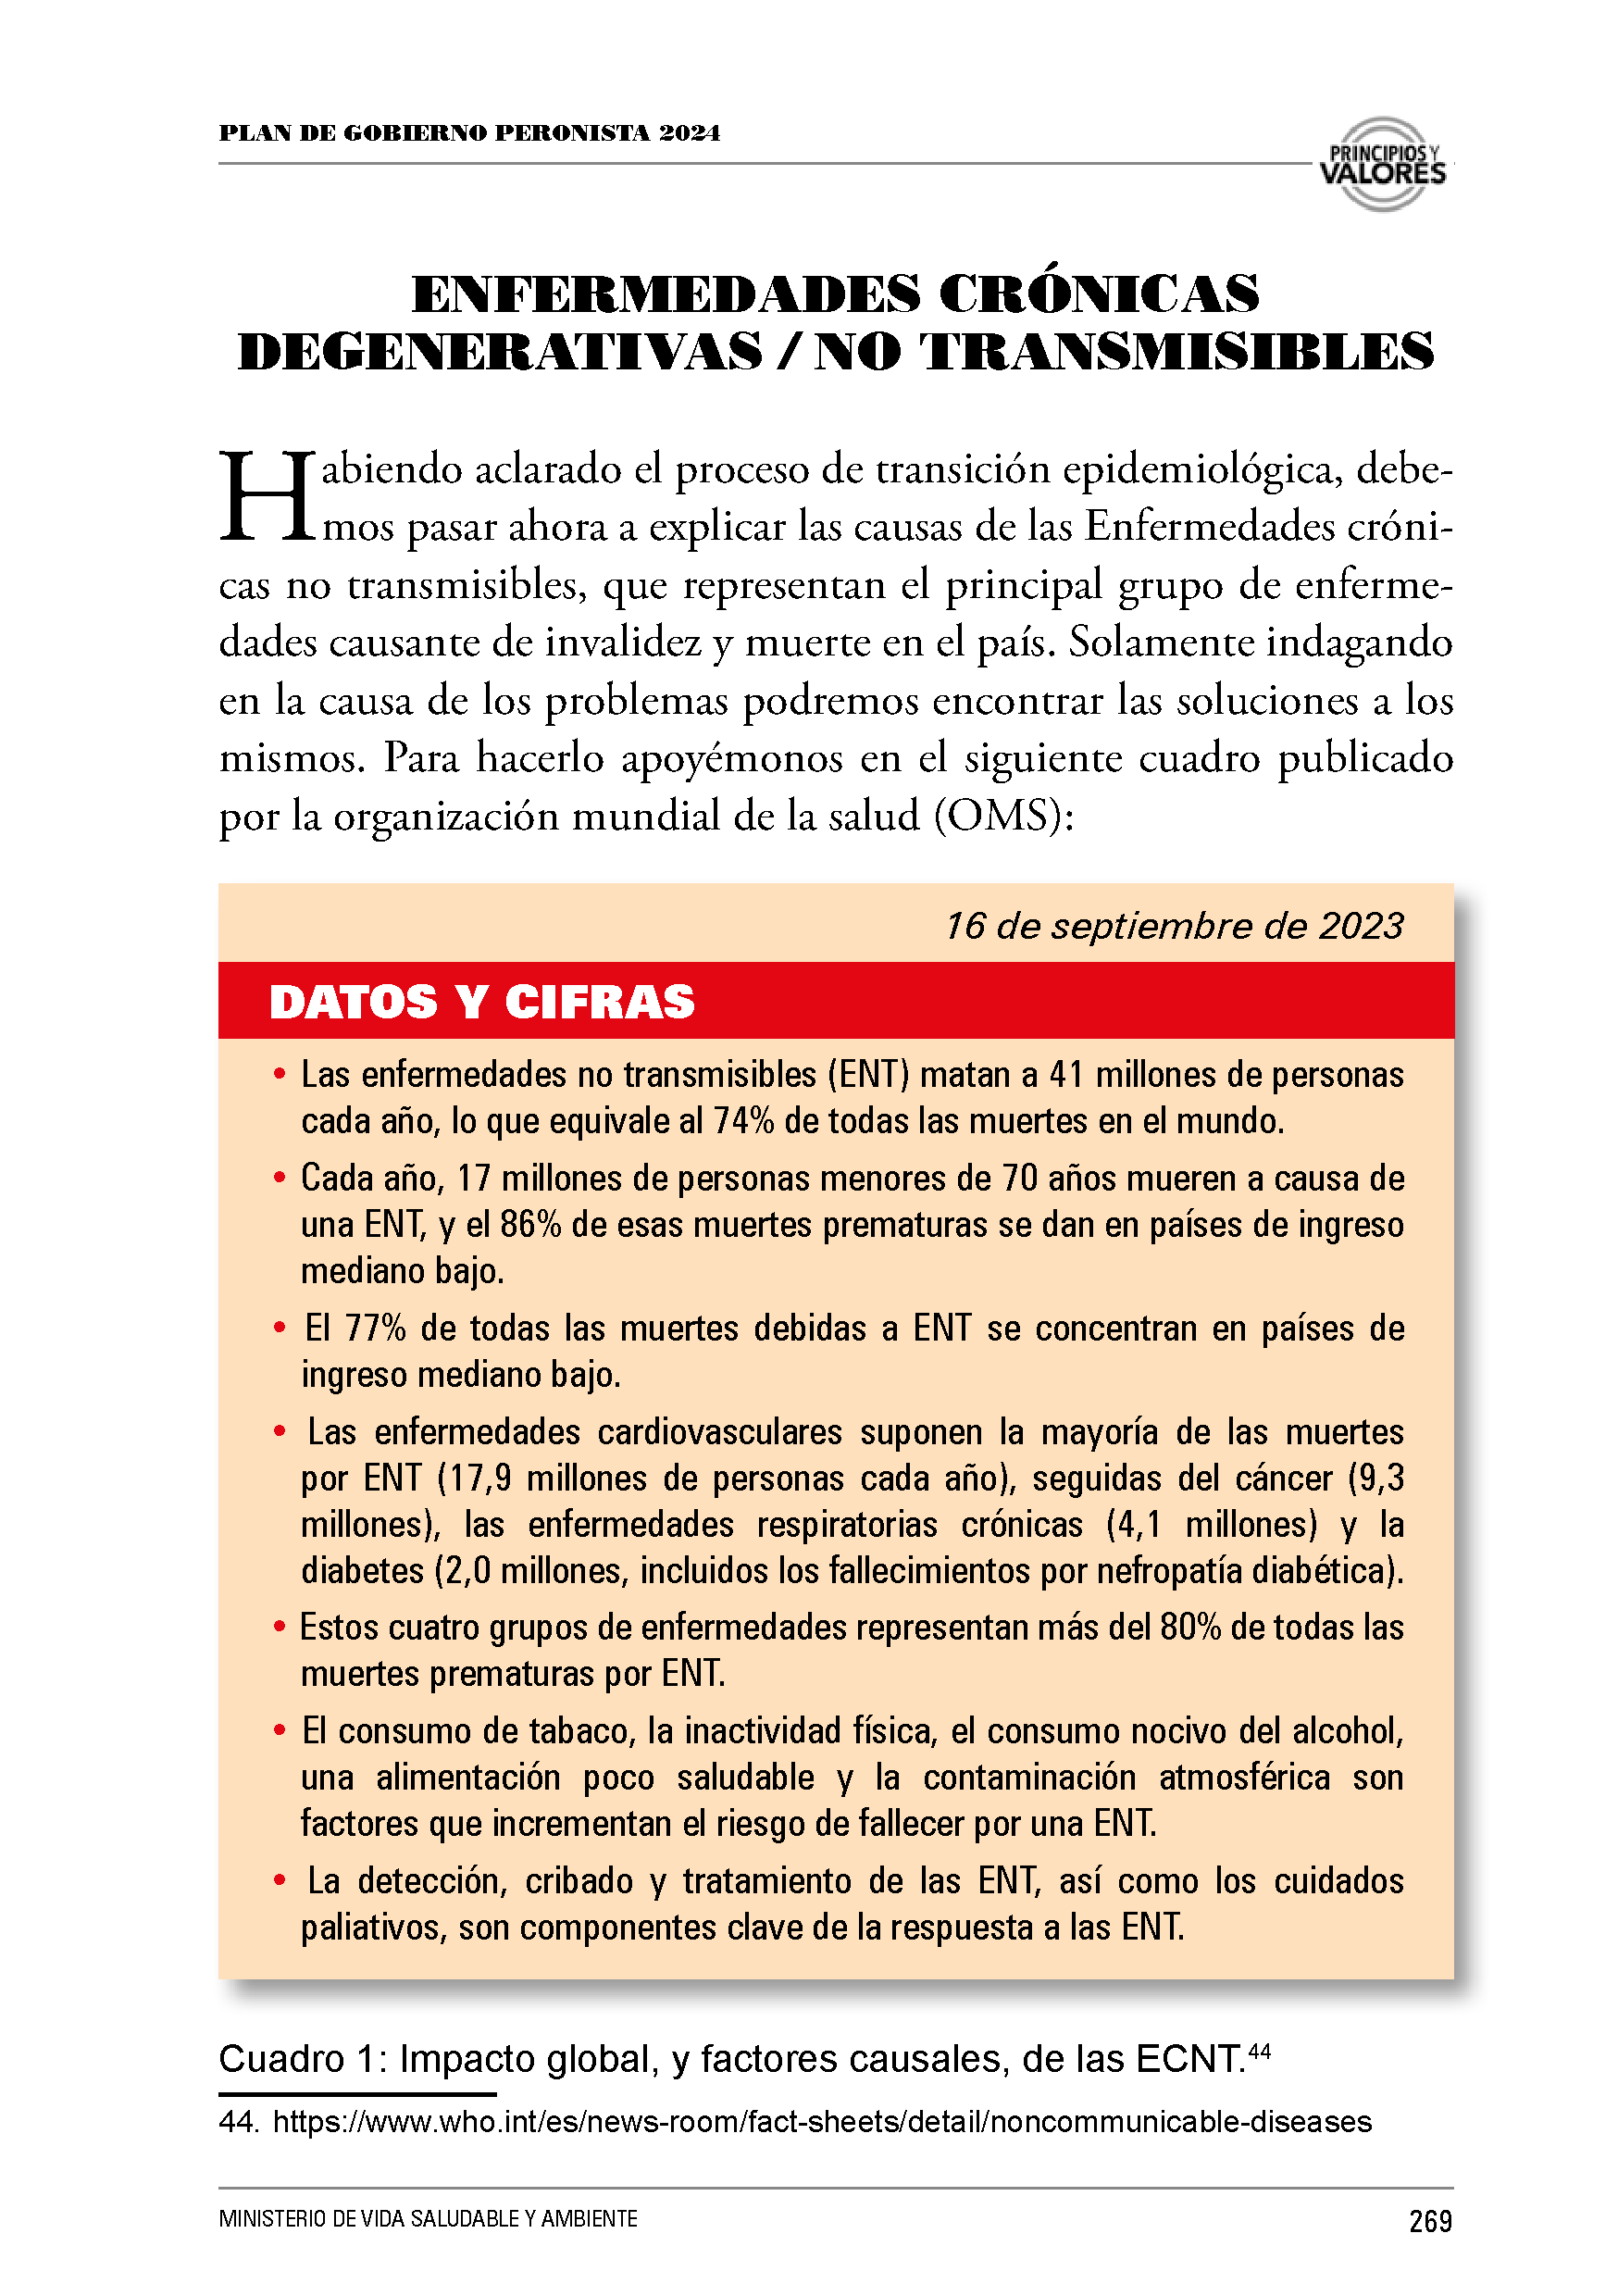 PLAN DE GOBIERNO PERONISTA 2024
PRINCIPIOS Y
VALORES
ENFERMEDADES CRÓNICAS
DEGENERATIVAS / NO TRANSMISIBLES
Habiendo aclarado el proceso de transición epidemiológica, debe-
mos pasar ahora a explicar las causas de las Enfermedades cróni-
cas no transmisibles, que representan el principal grupo de enferme-
dades causante de invalidez y muerte en el país. Solamente indagando
en la causa de los problemas podremos encontrar las soluciones a los
mismos. Para hacerlo apoyémonos en el siguiente cuadro publicado
por la organización mundial de la salud (OMS):
16 de septiembre de 2023
DATOS Y CIFRAS
• Las enfermedades no transmisibles (ENT) matan a 41 millones de personas
cada año, lo que equivale al 74% de todas las muertes en el mundo.
• Cada año, 17 millones de personas menores de 70 años mueren a causa de
una ENT, y el 86% de esas muertes prematuras se dan en países de ingreso
mediano bajo.
• El 77% de todas las muertes debidas a ENT se concentran en países de
ingreso mediano bajo.
• Las enfermedades cardiovasculares suponen la mayoría de las muertes
por ENT (17,9 millones de personas cada año), seguidas del cáncer (9,3
millones), las enfermedades respiratorias crónicas (4,1 millones) y la
diabetes (2,0 millones, incluidos los fallecimientos por nefropatía diabética).
• Estos cuatro grupos de enfermedades representan más del 80% de todas las
muertes prematuras por ENT.
• El consumo de tabaco, la inactividad física, el consumo nocivo del alcohol,
una alimentación poco saludable y la contaminación atmosférica son
factores que incrementan el riesgo de fallecer por una ENT.
• La detección, cribado y tratamiento de las ENT, así como los cuidados
paliativos, son componentes clave de la respuesta a las ENT.
Cuadro 1: Impacto global, y factores causales, de las ECNT.44
44. https://www.who.int/es/news-room/fact-sheets/detail/noncommunicable-diseases
MINISTERIO DE VIDA SALUDABLE Y AMBIENTE
269